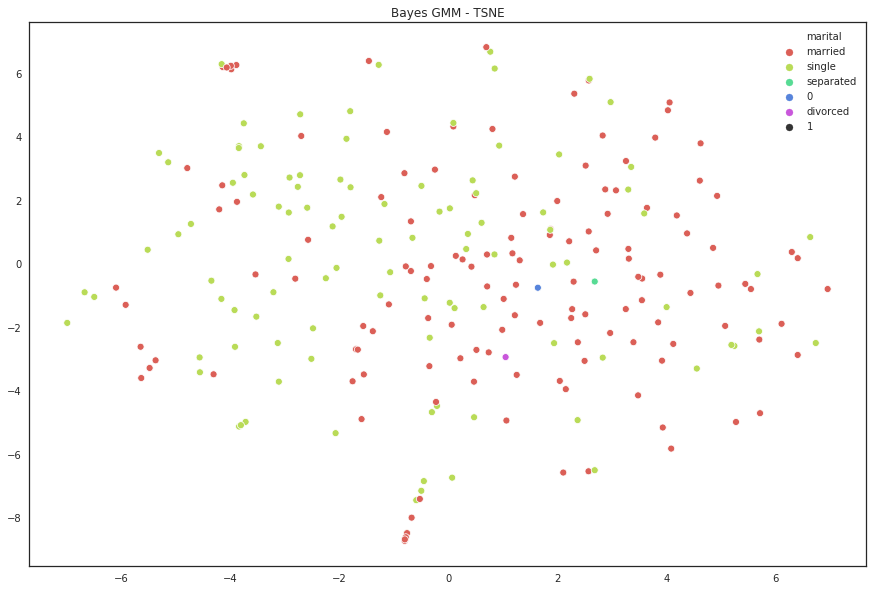 Bayes GMM - TSNE
marital
married
single
separated
0
divorced
1
6
4
2
0
−2
−4
−6
−8
−6 −4 −2 0 2 4 6